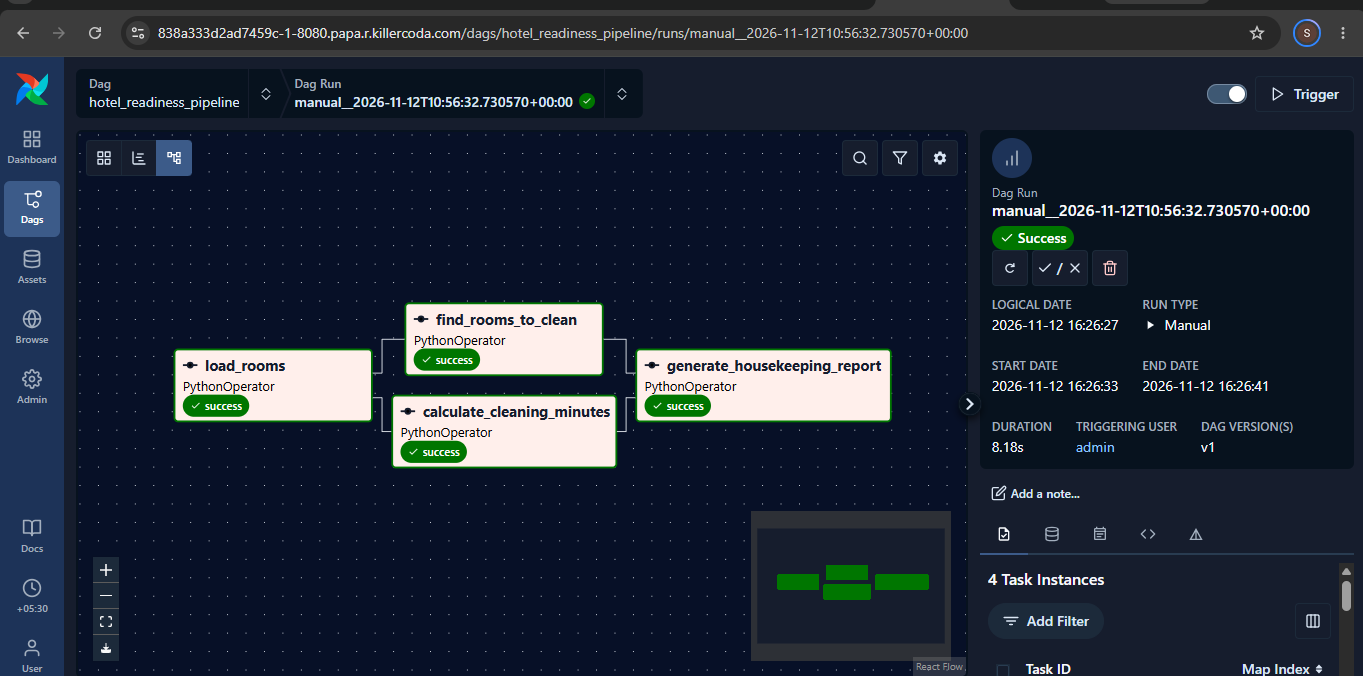 838a333d2ad7459c-1-8080.papa.r.killercoda.com/dags/hotel_readiness_pipeline/runs/manual__2026-11-12T10:56:32.730570+00:00
S
Dag
hotel_readiness_pipeline
Dag Run
manual__2026-11-12T10:56:32.730570+00:00
Trigger
Dashboard
Dags
Assets
Browse
Admin
Docs
+05:30
User
load_rooms
PythonOperator
success
find_rooms_to_clean
PythonOperator
success
calculate_cleaning_minutes
PythonOperator
success
generate_housekeeping_report
PythonOperator
success
React Flow
Dag Run
manual__2026-11-12T10:56:32.730570+00:00
Success
/
LOGICAL DATE
2026-11-12 16:26:27
RUN TYPE
Manual
START DATE
2026-11-12 16:26:33
END DATE
2026-11-12 16:26:41
DURATION
8.18s
TRIGGERING USER
admin
DAG VERSION(S)
v1
Add a note...
4 Task Instances
Add Filter
Task ID
Map Index